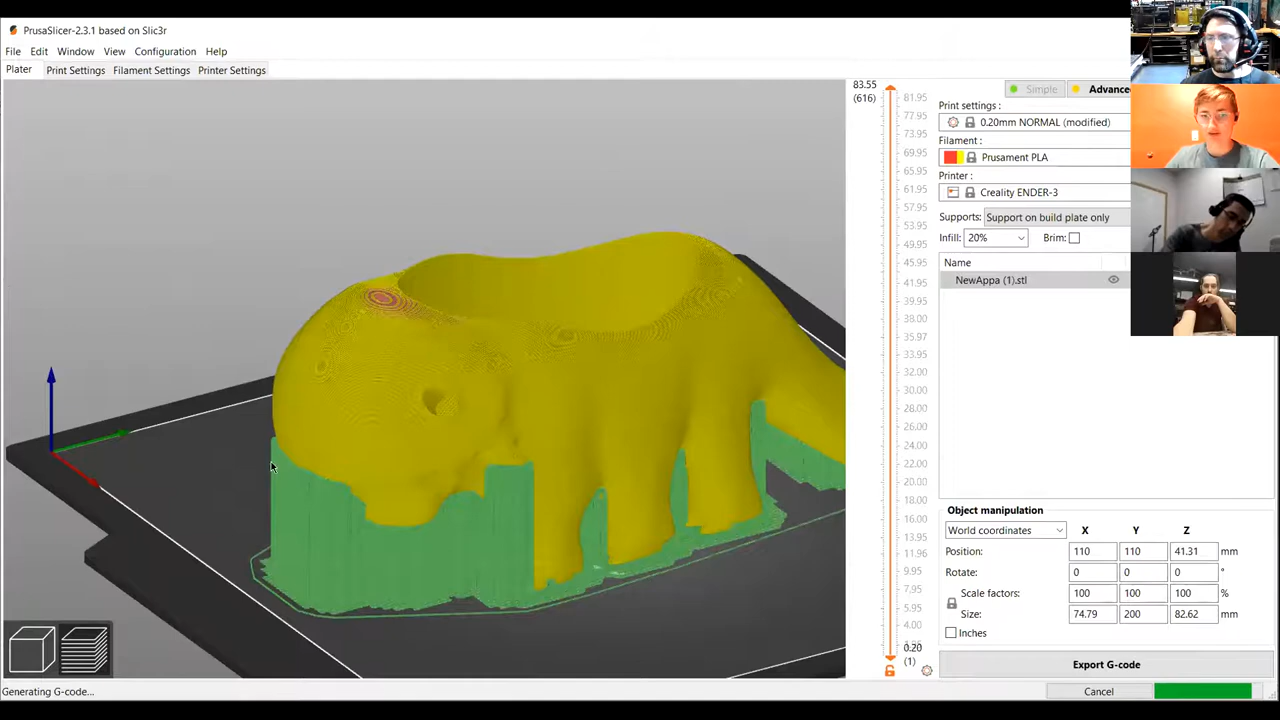 PrusaSlicer-2.3.1 based on Slic3r
File Edit Window View Configuration Help
Plater Print Settings Filament Settings Printer Settings
83.55
(616)
81.95
77.95
73.95
69.95
65.95
61.95
57.95
53.95
49.95
45.95
41.95
39.95
38.00
35.97
33.95
32.00
30.00
28.00
26.00
24.00
22.00
20.00
18.00
16.00
13.95
11.96
9.95
7.95
5.95
4.00
0.20
(1)
Simple Advanced
Print settings:
0.20mm NORMAL (modified)
Filament:
Prusament PLA
Printer:
Creality ENDER-3
Supports: Support on build plate only
Infill: 20% Brim:
Name
NewAppa (1).stl
Object manipulation
World coordinates X Y Z
Position: 110 110 41.31 mm
Rotate: 0 0 0 °
Scale factors: 100 100 100 %
Size: 74.79 200 82.62 mm
Inches
Export G-code
Generating G-code... Cancel